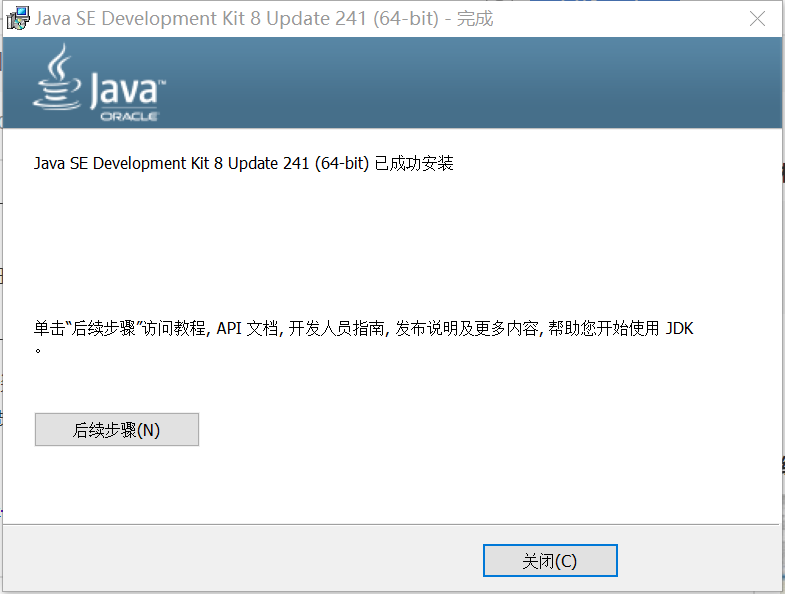 Java SE Development Kit 8 Update 241 (64-bit) - 完成
Java™
ORACLE
Java SE Development Kit 8 Update 241 (64-bit) 已成功安装
单击“后续步骤”访问教程, API 文档, 开发人员指南, 发布说明及更多内容, 帮助您开始使用 JDK
。
后续步骤(N)
关闭(C)